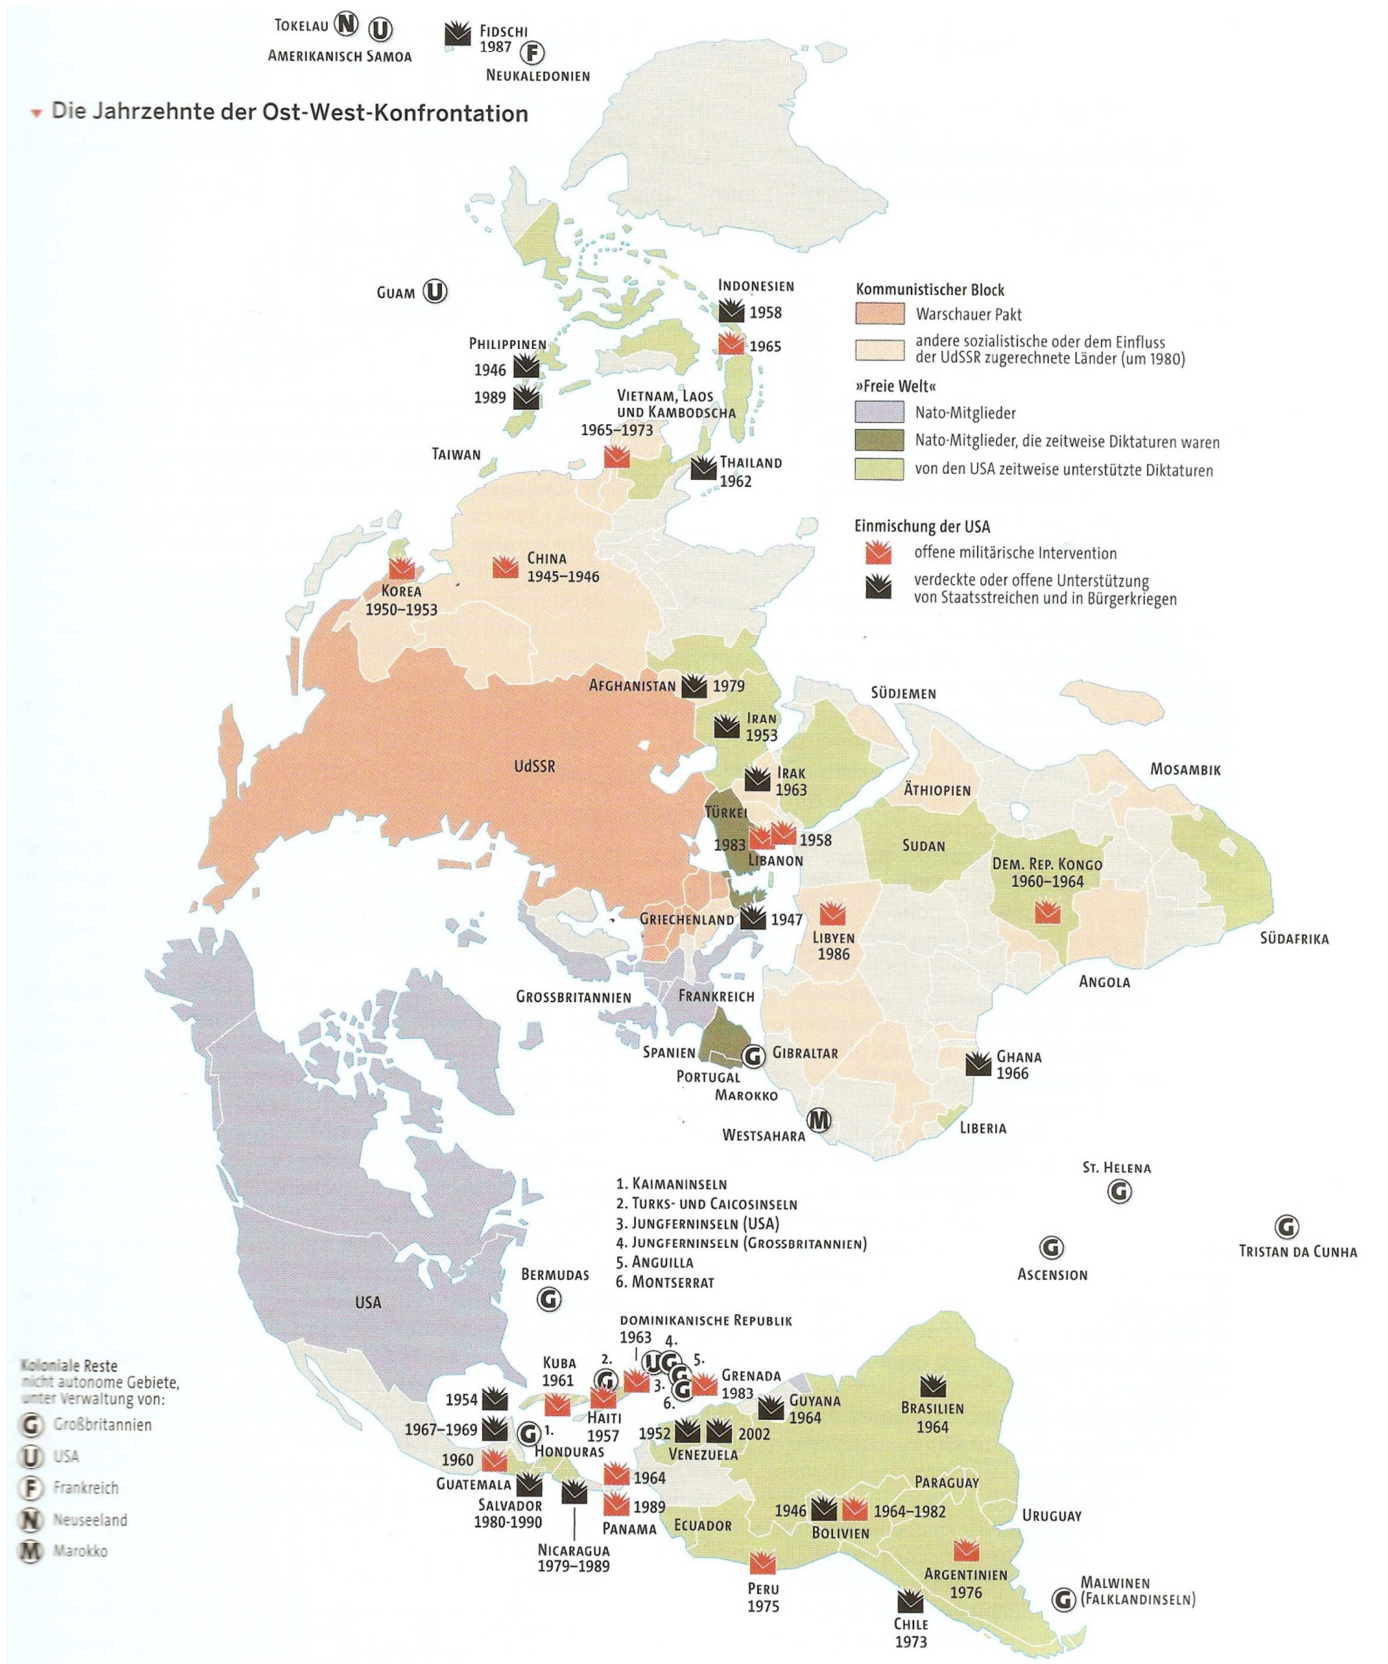 TOKELAU N U
AMERIKANISCH SAMOA
FIDSCHI
1987 F
NEUKALEDONIEN
Die Jahrzehnte der Ost-West-Konfrontation
GUAM U
INDONESIEN
1958
1965
PHILIPPINEN
1946
1989
VIETNAM, LAOS
UND KAMBODSCHA
1965–1973
TAIWAN
THAILAND
1962
Kommunistischer Block
Warschauer Pakt
andere sozialistische oder dem Einfluss
der UdSSR zugerechnete Länder (um 1980)
»Freie Welt«
Nato-Mitglieder
Nato-Mitglieder, die zeitweise Diktaturen waren
von den USA zeitweise unterstützte Diktaturen
Einmischung der USA
offene militärische Intervention
verdeckte oder offene Unterstützung
von Staatsstreichen und in Bürgerkriegen
CHINA
1945–1946
KOREA
1950–1953
AFGHANISTAN 1979
SÜDJEMEN
IRAN
1953
UdSSR
IRAK
1963
ÄTHIOPIEN
MOSAMBIK
TÜRKEI
1983
1958
LIBANON
SUDAN
DEM. REP. KONGO
1960–1964
GRIECHENLAND 1947
LIBYEN
1986
SÜDAFRIKA
ANGOLA
GROSSBRITANNIEN
FRANKREICH
SPANIEN
G GIBRALTAR
PORTUGAL
MAROKKO
GHANA
1966
WESTSAHARA M
LIBERIA
ST. HELENA
G
TRISTAN DA CUNHA
G
ASCENSION
G
1. KAIMANINSELN
2. TURKS- UND CAICOSINSELN
3. JUNGFERNINSELN (USA)
4. JUNGFERNINSELN (GROSSBRITANNIEN)
5. ANGUILLA
6. MONTSERRAT
BERMUDAS
G
USA
DOMINIKANISCHE REPUBLIK
1963
4.
U G
5.
G
3.
G
6.
KUBA
1961
2.
G
GRENADA
1983
HAITI
1957
1954
1967–1969
G 1.
HONDURAS
1960
GUATEMALA
SALVADOR
1980-1990
NICARAGUA
1979–1989
1964
1989
PANAMA
1952
2002
VENEZUELA
GUYANA
1964
BRASILIEN
1964
ECUADOR
PARAGUAY
URUGUAY
1946
1964–1982
BOLIVIEN
PERU
1975
ARGENTINIEN
1976
CHILE
1973
G MALWINEN
(FALKLANDINSELN)
Koloniale Reste
nicht autonome Gebiete,
unter Verwaltung von:
G Großbritannien
U USA
F Frankreich
N Neuseeland
M Marokko